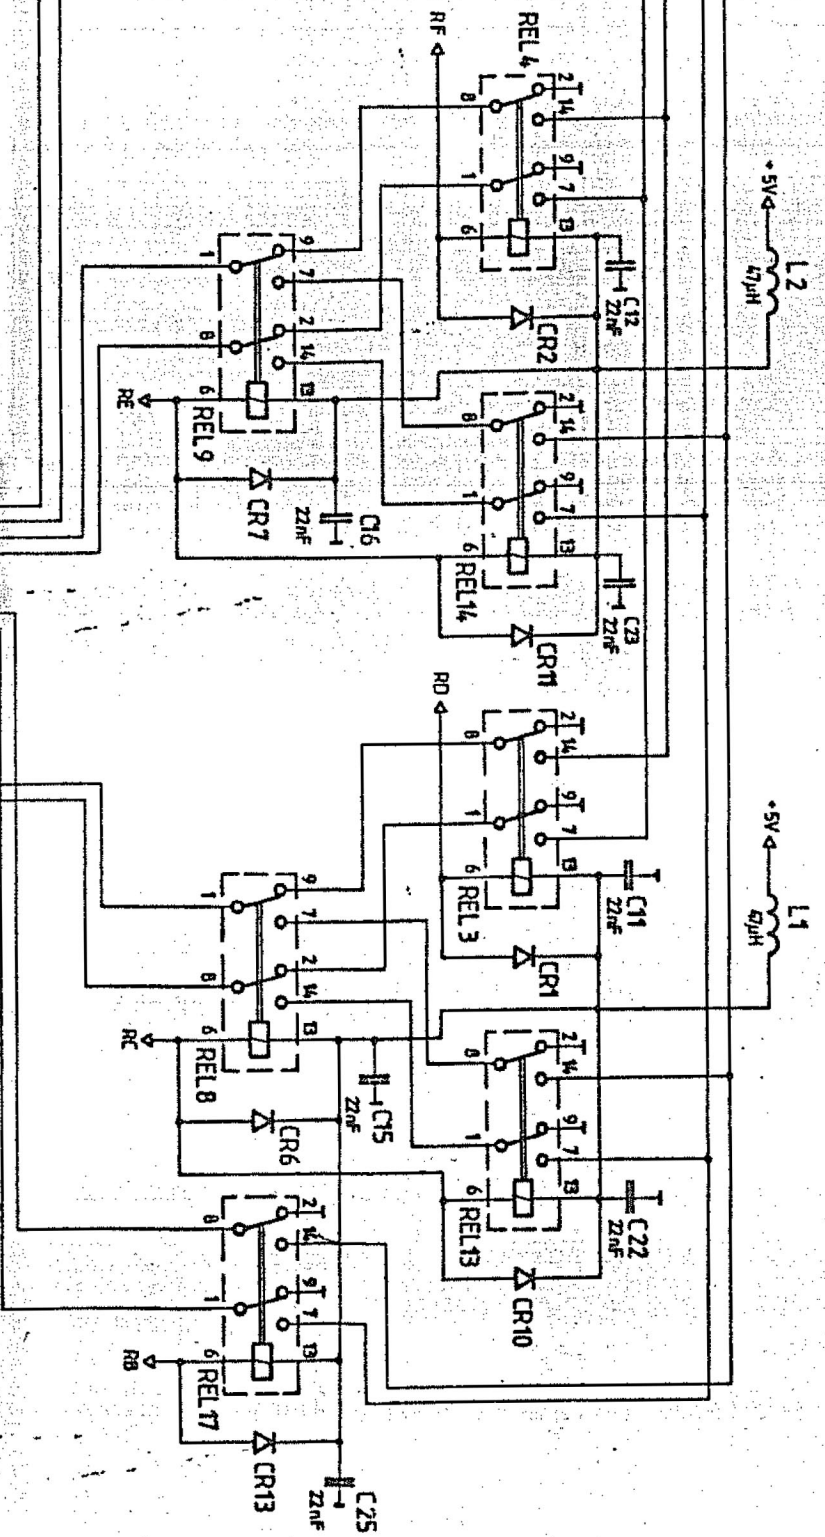 RF
REL4
2
14
8
9
1
7
6
13
C12
22nF
CR2
+5V
L2
47µH
9
1
7
2
8
14
6
13
RE
REL9
CR7
C16
22nF
2
14
8
9
1
7
6
13
REL14
C23
22nF
CR11
RD
2
14
8
9
1
7
6
13
REL3
C11
22nF
CR1
+5V
L1
47µH
9
1
7
2
8
14
6
13
RC
REL8
C15
22nF
CR6
2
14
8
9
1
7
6
13
REL13
C22
22nF
CR10
2
14
8
9
1
7
6
13
RB
REL17
CR13
C25
22nF